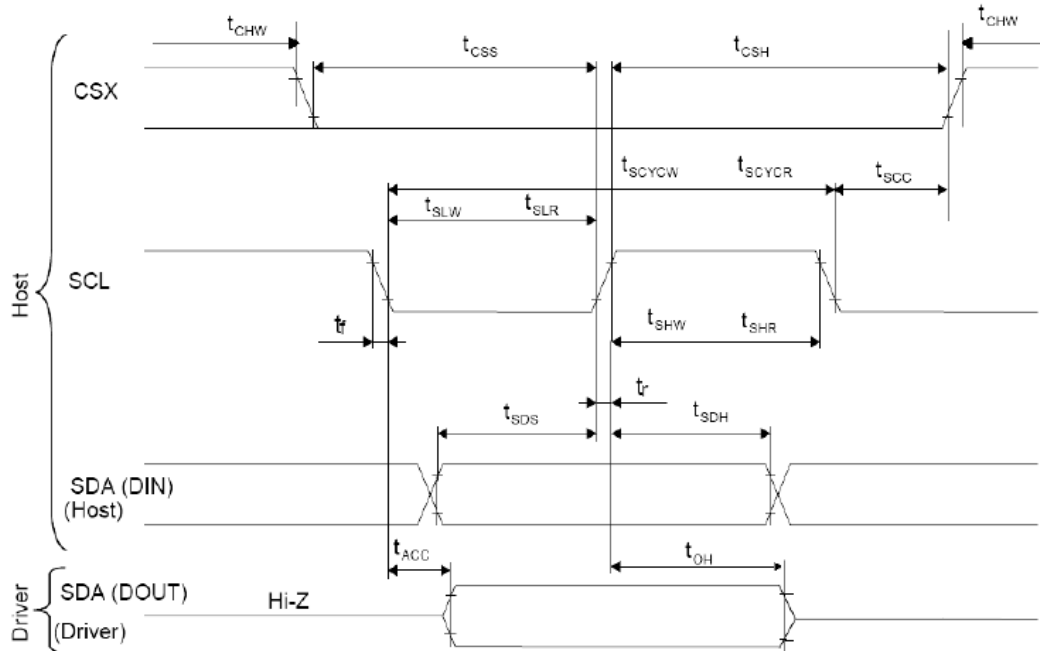 tCHW
tCSS
tCSH
tCHW
CSX
tSCYCW
tSCYCR
tSCC
tSLW
tSLR
Host
SCL
tf
tSHW
tSHR
tr
tSDS
tSDH
SDA (DIN)
(Host)
tACC
tOH
Driver
SDA (DOUT)
Hi-Z
(Driver)